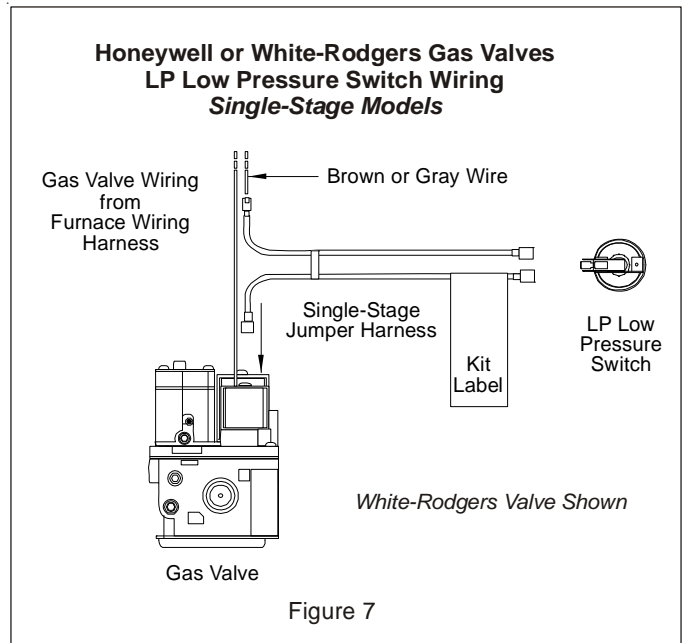 Honeywell or White-Rodgers Gas Valves
LP Low Pressure Switch Wiring
Single-Stage Models
Gas Valve Wiring
from
Furnace Wiring
Harness
Brown or Gray Wire
Single-Stage
Jumper Harness
Kit
Label
LP Low
Pressure
Switch
White-Rodgers Valve Shown
Gas Valve
Figure 7